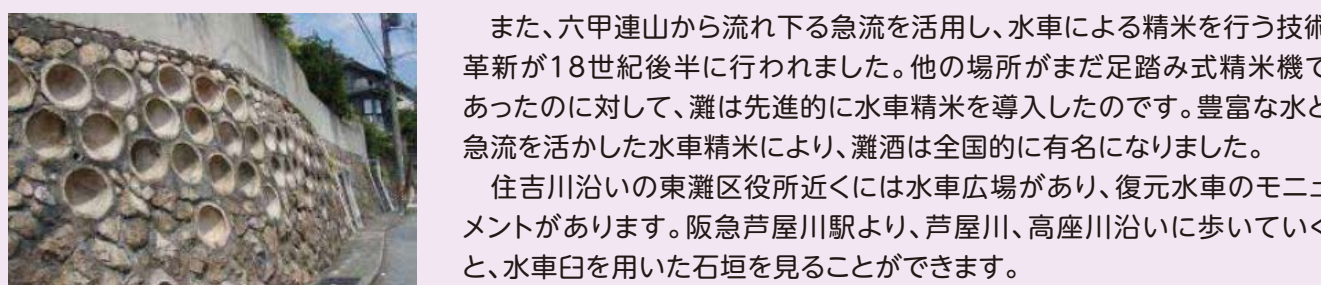 また、六甲連山から流れ下る急流を活用し、水車による精米を行う技術
革新が18世紀後半に行われました。他の場所がまだ足踏み式精米機で
あったのに対して、灘は先進的に水車精米を導入したのです。豊富な水と
急流を活かした水車精米により、灘酒は全国的に有名になりました。
住吉川沿いの東灘区役所近くには水車広場があり、復元水車のモニュ
メントがあります。阪急芦屋川駅より、芦屋川、高座川沿いに歩いていく
と、水車臼を用いた石垣を見ることができます。